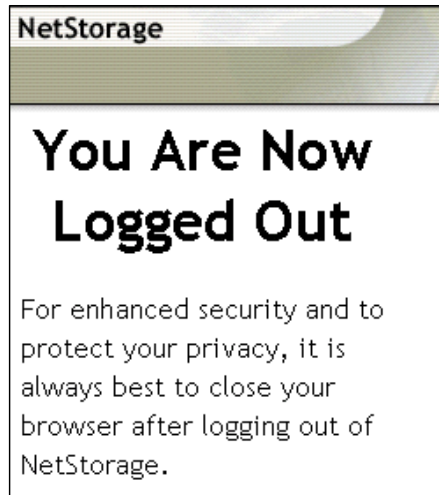 NetStorage
You Are Now
Logged Out
For enhanced security and to
protect your privacy, it is
always best to close your
browser after logging out of
NetStorage.